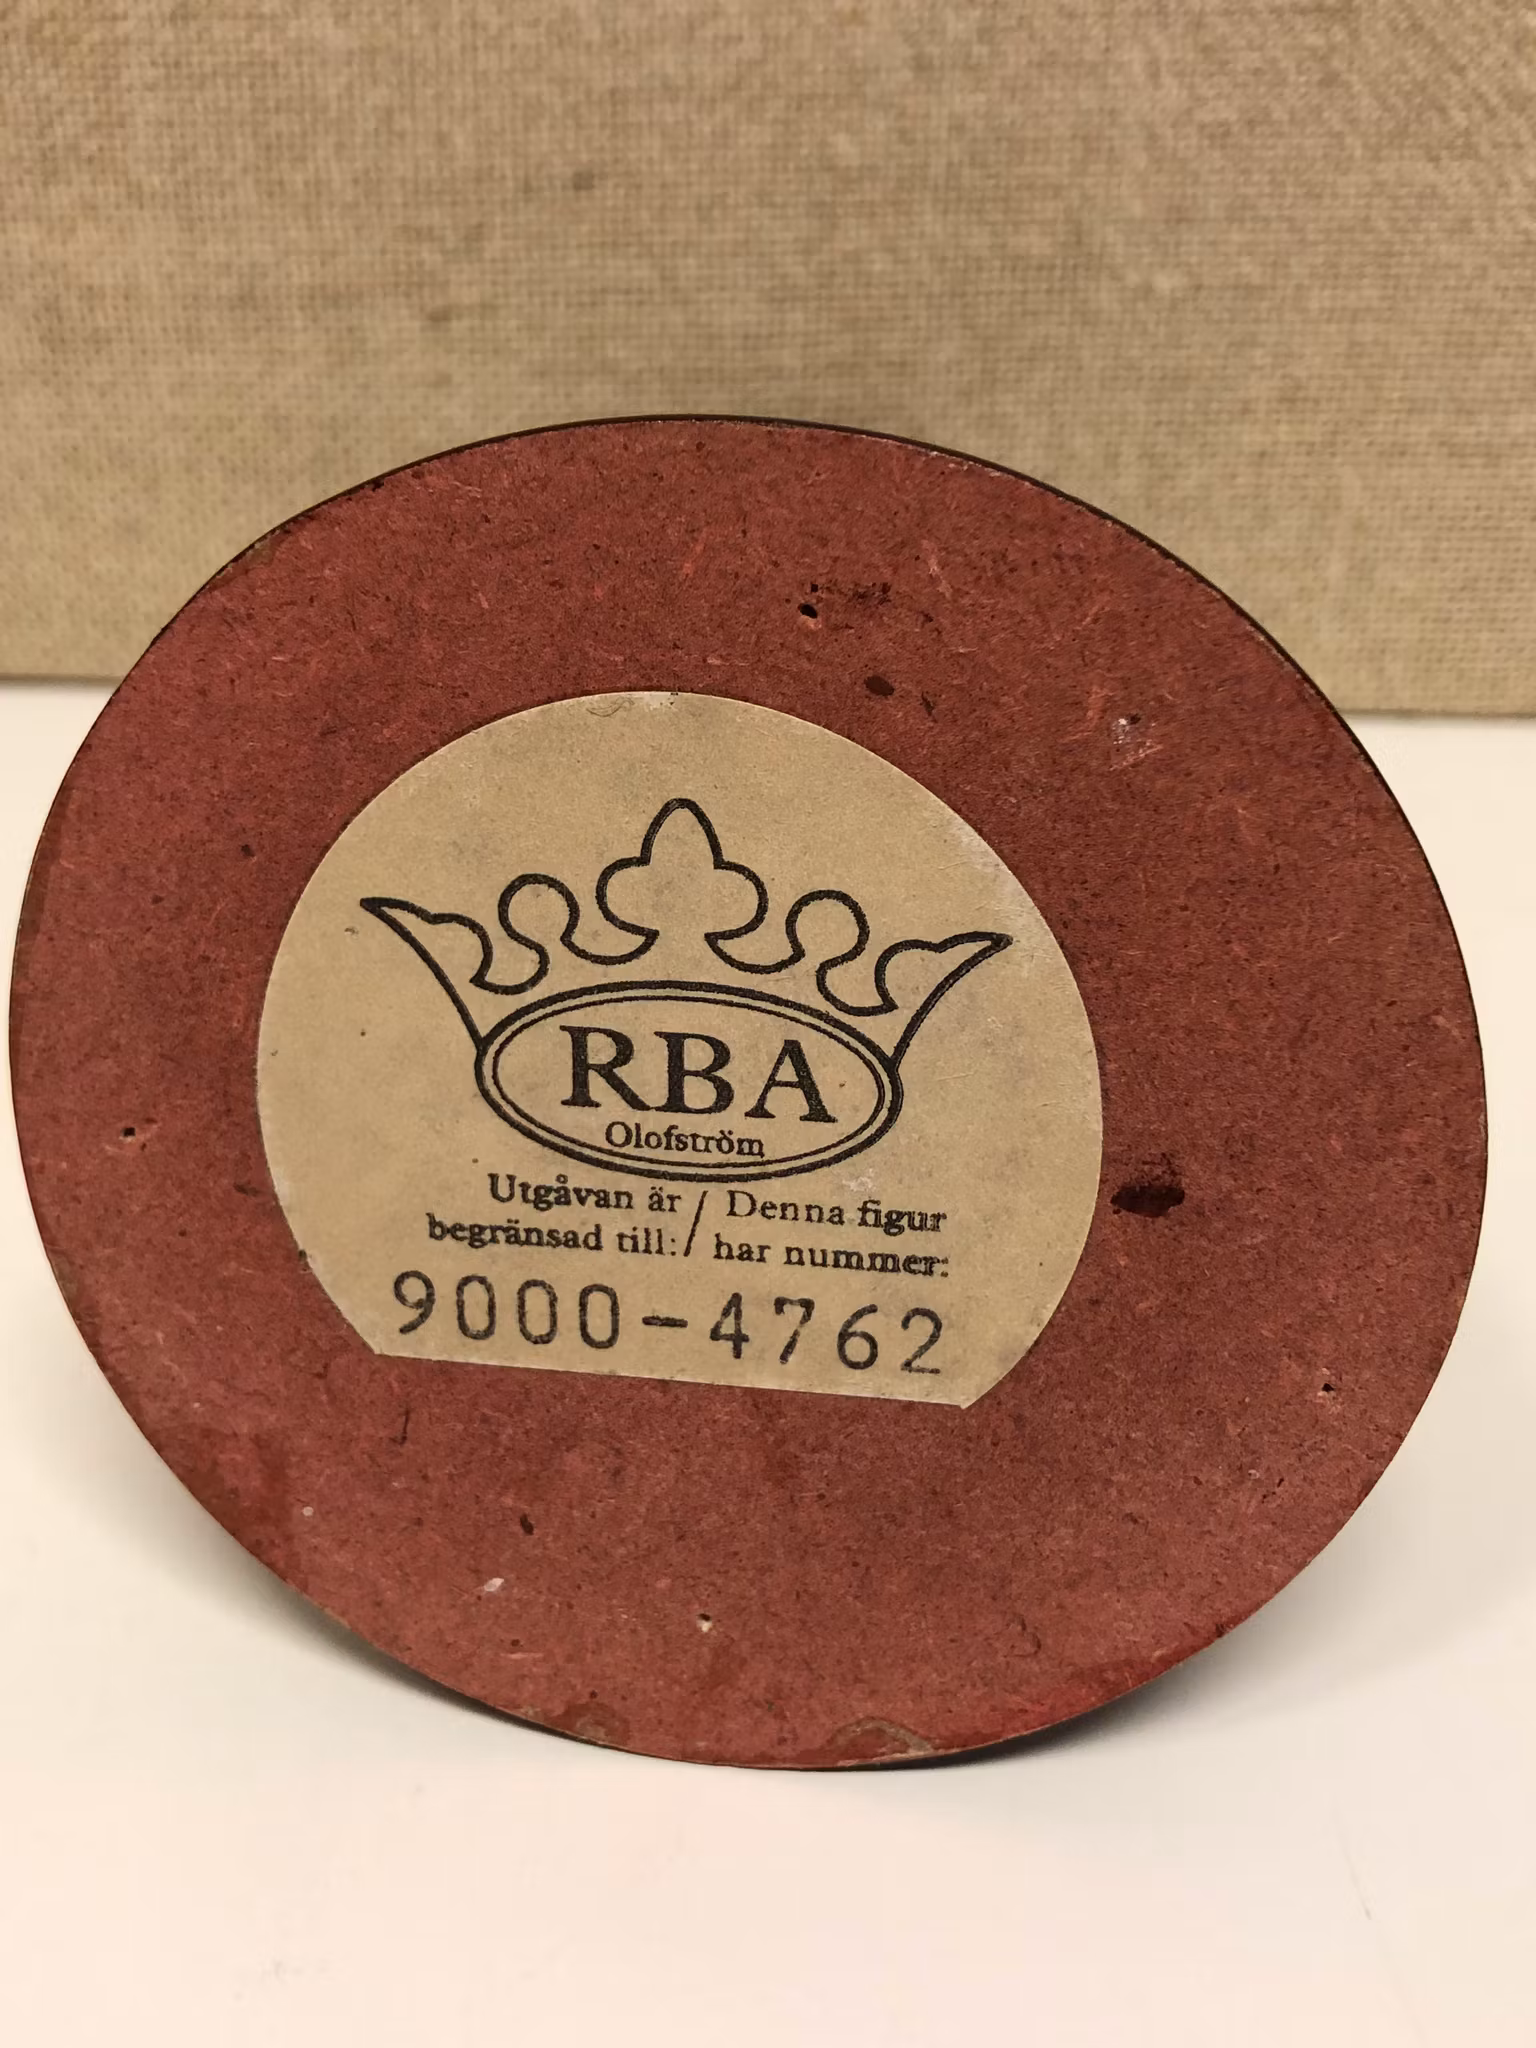 RBA
Olofström
Utgåvan är / Denna figur
begränsad till: / har nummer:
9000-4762